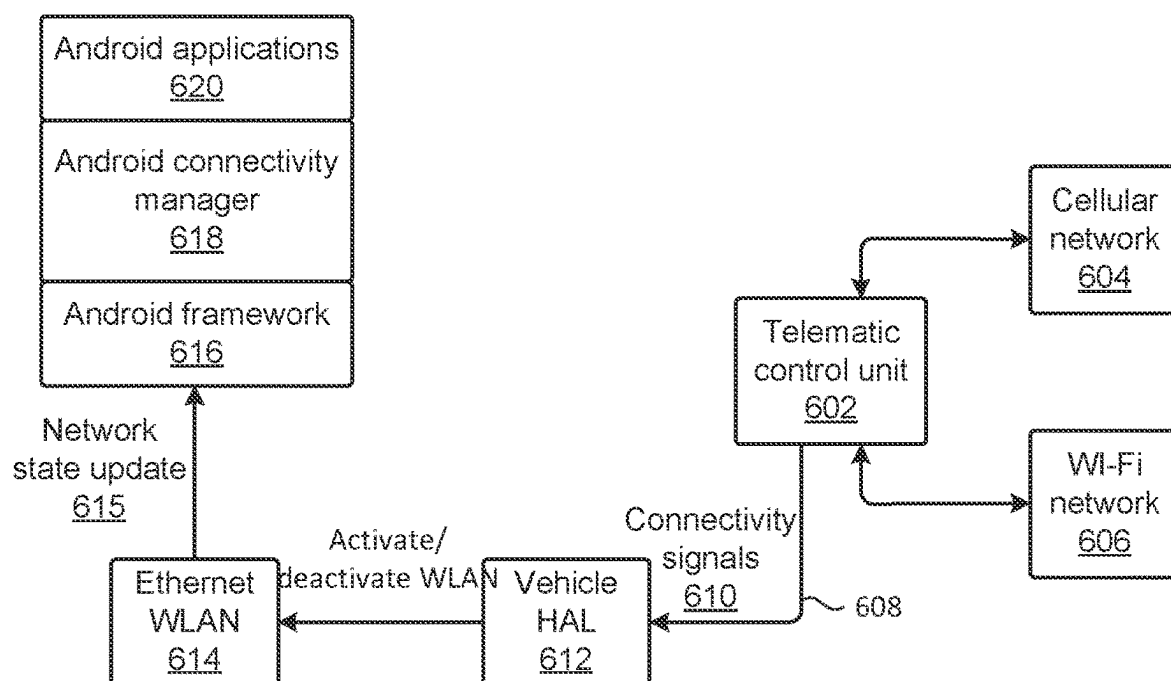 Android applications
620
Android connectivity
manager
618
Android framework
616
Network
state update
615
Ethernet
WLAN
614
Activate/
deactivate WLAN
Vehicle
HAL
612
Connectivity
signals
610
608
Telematic
control unit
602
Cellular
network
604
WI-Fi
network
606